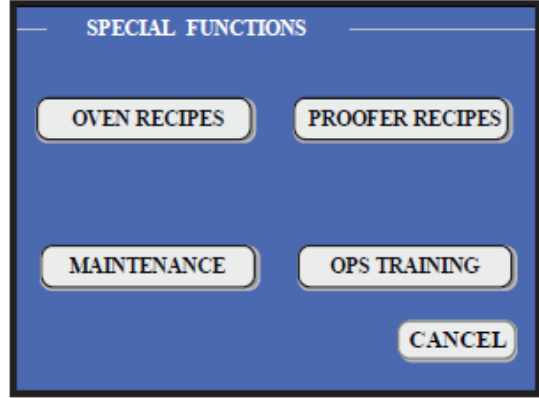 SPECIAL FUNCTIONS
OVEN RECIPES
PROOFER RECIPES
MAINTENANCE
OPS TRAINING
CANCEL